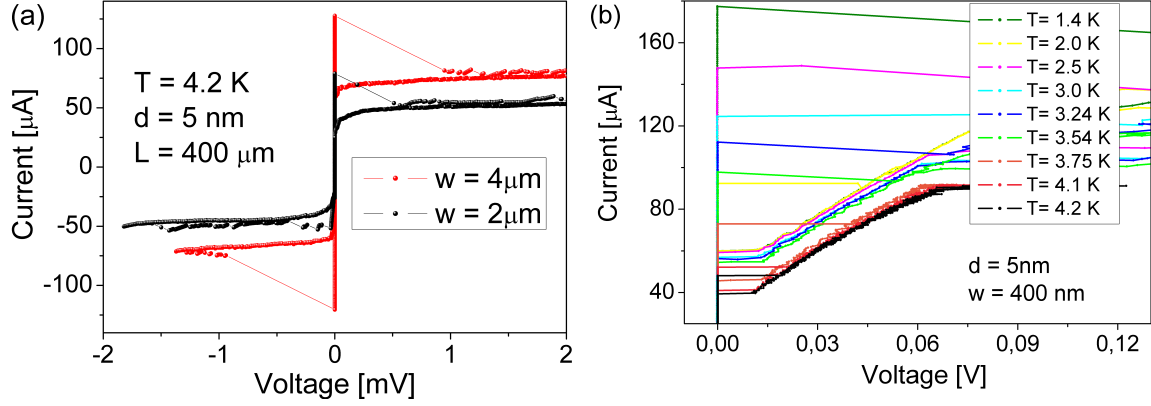 (a)
Current [μA]
100
50
0
-50
-100
T = 4.2 K
d = 5 nm
L = 400 μm
w = 4μm
w = 2μm
-2
-1
0
1
2
Voltage [mV]
(b)
Current [μA]
160
120
80
40
T= 1.4 K
T= 2.0 K
T= 2.5 K
T= 3.0 K
T= 3.24 K
T= 3.54 K
T= 3.75 K
T= 4.1 K
T= 4.2 K
d = 5nm
w = 400 nm
0,00
0,03
0,06
0,09
0,12
Voltage [V]